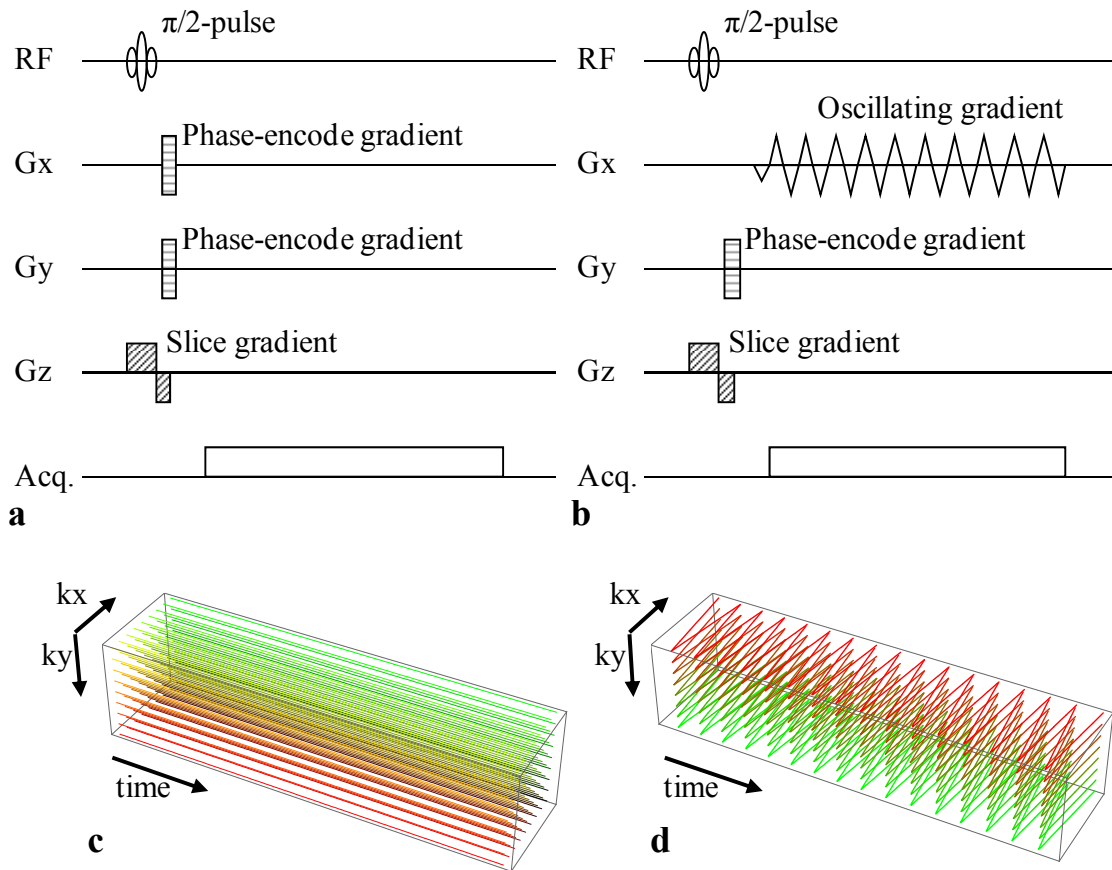 π/2-pulse
RF
Phase-encode gradient
Gx
Phase-encode gradient
Gy
Slice gradient
Gz
Acq.
a
π/2-pulse
RF
Oscillating gradient
Gx
Phase-encode gradient
Gy
Slice gradient
Gz
Acq.
b
kx
ky
time
c
kx
ky
time
d